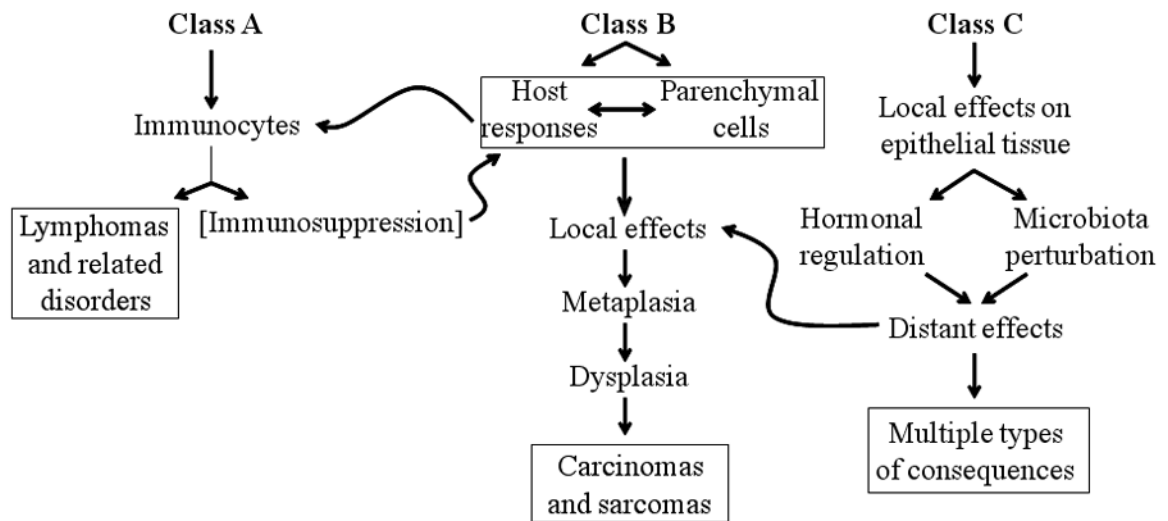 Class A
Immunocytes
Lymphomas
and related
disorders
[Immunosuppression]
Class B
Host
responses
Parenchymal
cells
Local effects
Metaplasia
Dysplasia
Carcinomas
and sarcomas
Class C
Local effects on
epithelial tissue
Hormonal
regulation
Microbiota
perturbation
Distant effects
Multiple types
of consequences